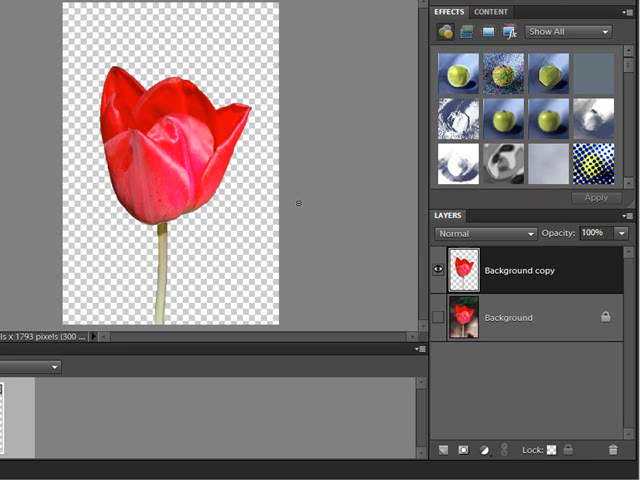 EFFECTS CONTENT
Show All
Apply
LAYERS
Normal Opacity: 100%
Background copy
Background
ls x 1793 pixels (300 ...
Lock: